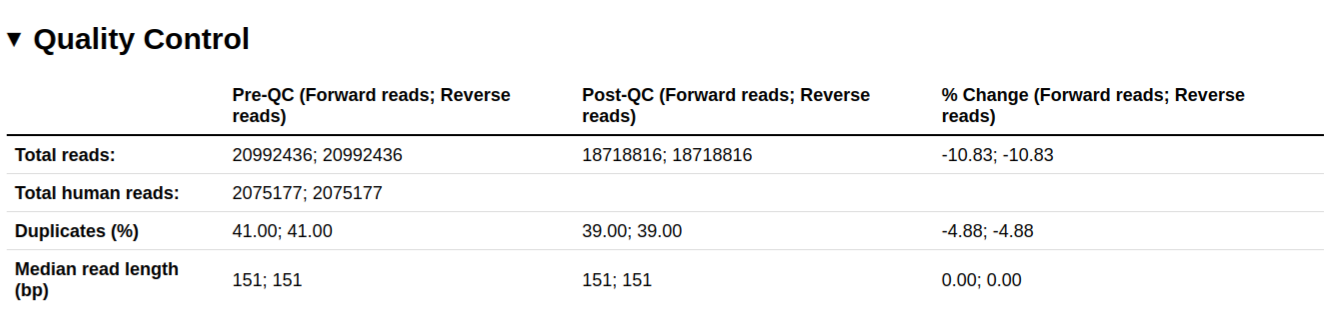 ▼ Quality Control
Pre-QC (Forward reads; Reverse reads) Post-QC (Forward reads; Reverse reads) % Change (Forward reads; Reverse reads)
Total reads: 20992436; 20992436 18718816; 18718816 -10.83; -10.83
Total human reads: 2075177; 2075177
Duplicates (%) 41.00; 41.00 39.00; 39.00 -4.88; -4.88
Median read length (bp) 151; 151 151; 151 0.00; 0.00